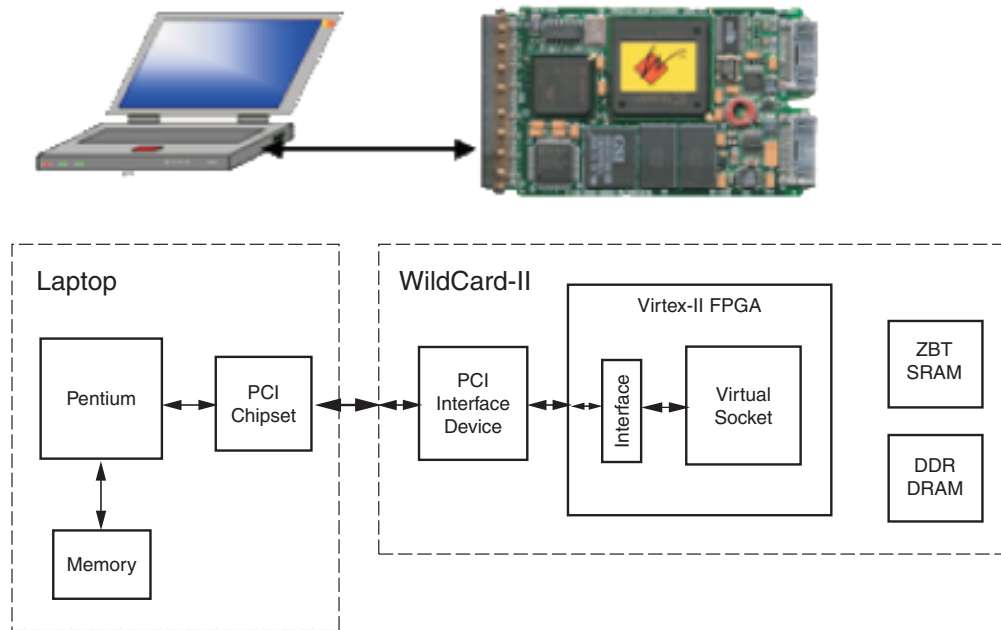 Laptop
Pentium
PCI
Chipset
Memory
WildCard-II
PCI
Interface
Device
Virtex-II FPGA
Interface
Virtual
Socket
ZBT
SRAM
DDR
DRAM